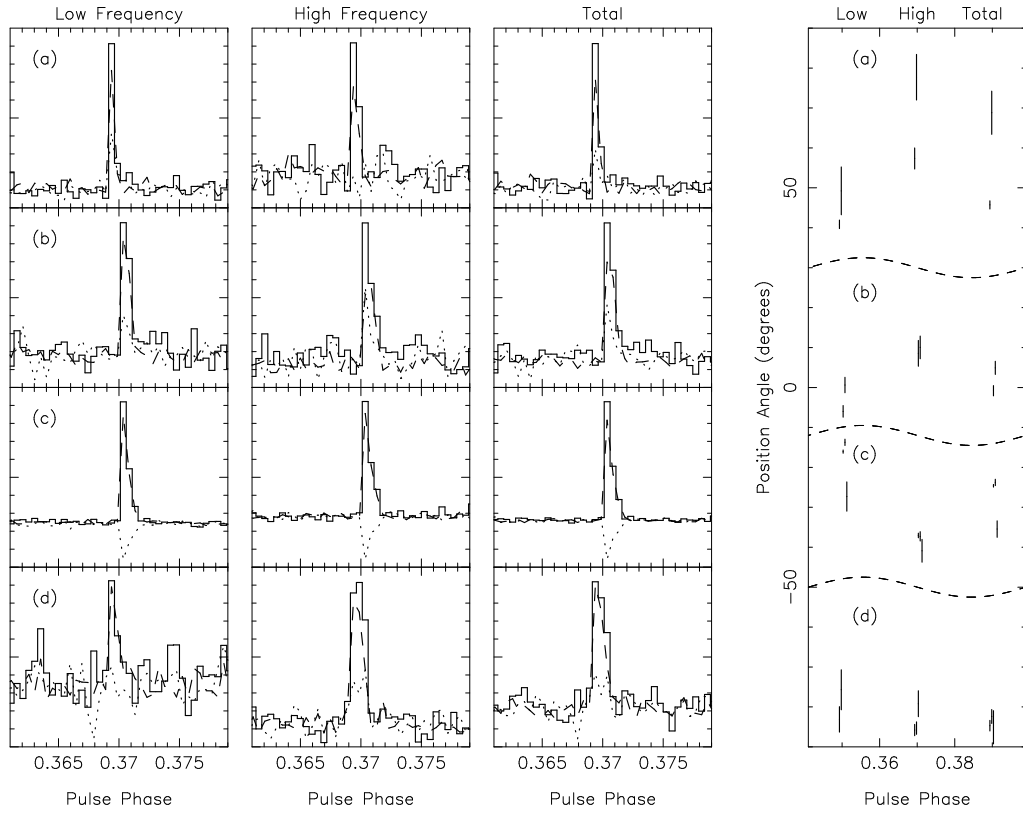 Low Frequency
High Frequency
Total
Low High Total
(a)
(b)
(c)
(d)
0.365 0.37 0.375
0.365 0.37 0.375
0.365 0.37 0.375
Pulse Phase
Pulse Phase
Pulse Phase
Position Angle (degrees)
50
0
−50
(a)
(b)
(c)
(d)
0.36 0.38
Pulse Phase